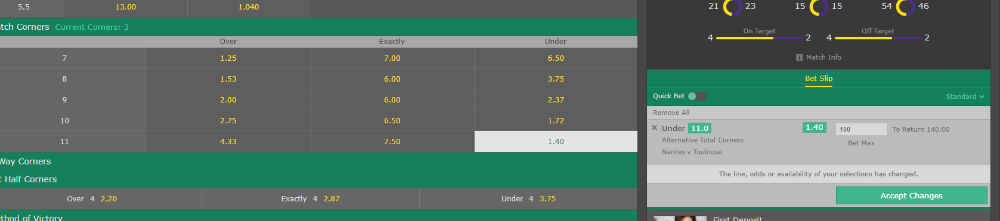 5.5 13.00 1.040
tch Corners Current Corners: 3
Over Exactly Under
7 1.25 7.00 6.50
8 1.53 6.00 3.75
9 2.00 6.00 2.37
10 2.75 6.50 1.72
11 4.33 7.50 1.40
Way Corners
t Half Corners
Over 4 2.20 Exactly 4 2.87 Under 4 3.75
ethod of Victory
21 23 15 15 54 46
On Target Off Target
4 2 4 2
i Match Info
Bet Slip
Quick Bet Standard
Remove All
× Under 11.0 1.40 100 To Return 140.00
Alternative Total Corners Bet Max
Nantes v Toulouse
The line, odds or availability of your selections has changed.
Accept Changes
First Deposit